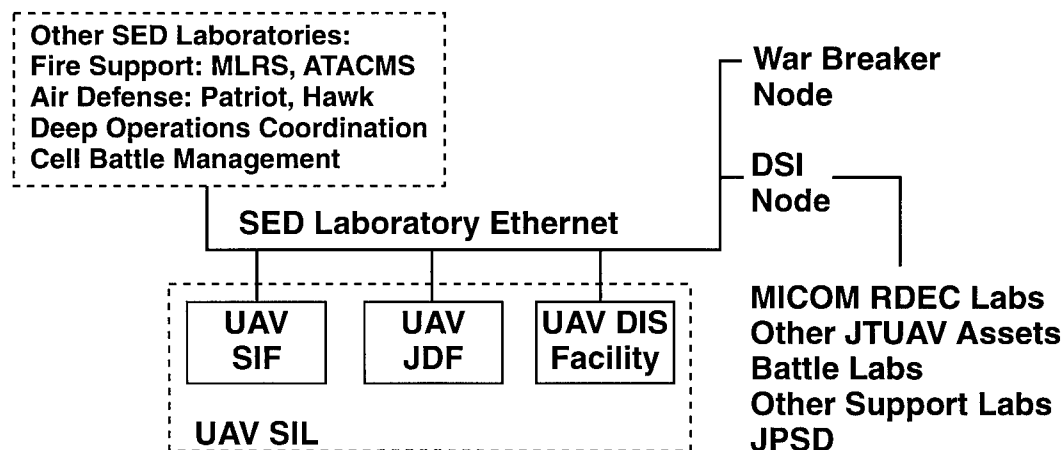 Other SED Laboratories:
Fire Support: MLRS, ATACMS
Air Defense: Patriot, Hawk
Deep Operations Coordination
Cell Battle Management
War Breaker
Node
DSI
Node
SED Laboratory Ethernet
UAV
SIF
UAV
JDF
UAV DIS
Facility
UAV SIL
MICOM RDEC Labs
Other JTUAV Assets
Battle Labs
Other Support Labs
JPSD